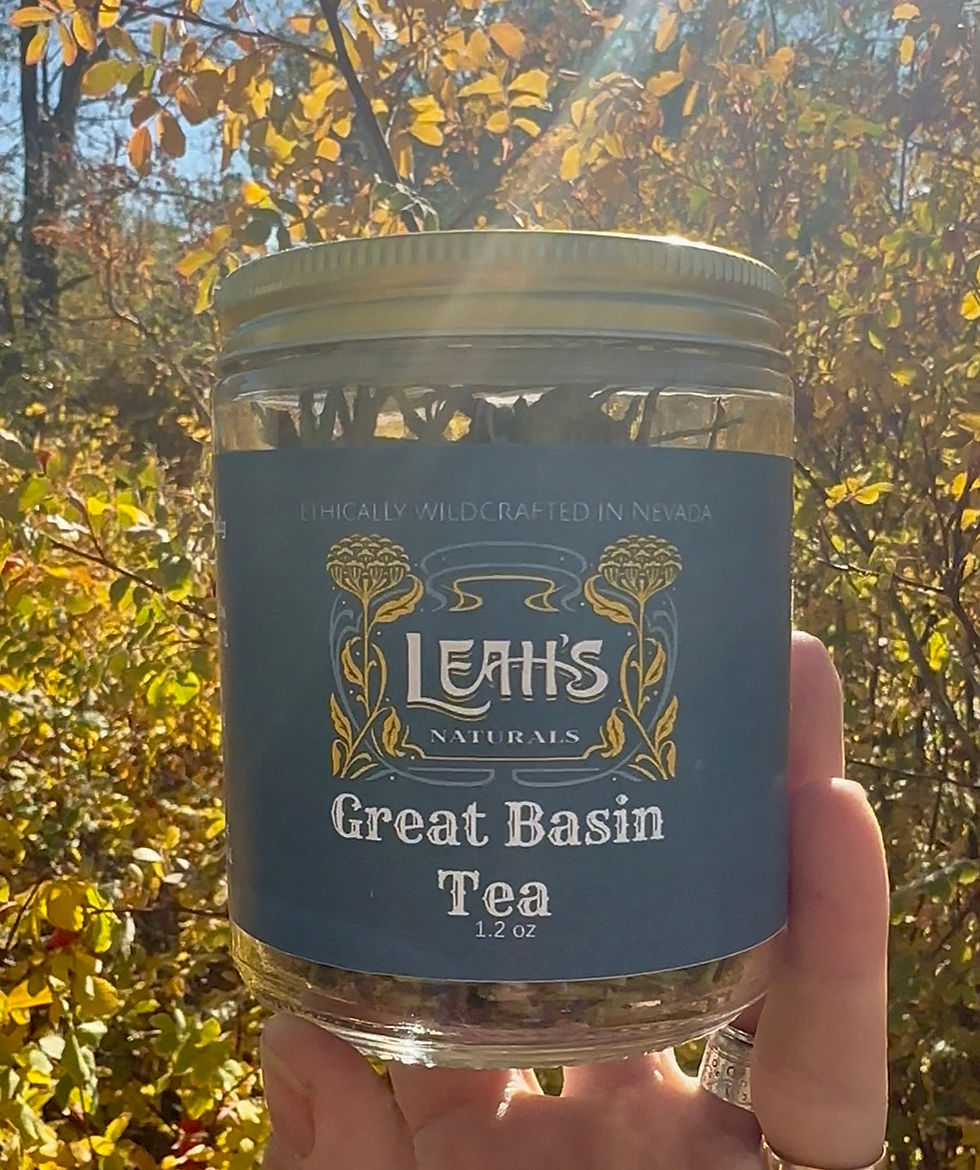 ETHICALLY WILDCRAFTED IN NEVADA
LEAH'S
NATURALS
Great Basin
Tea
1.2 oz